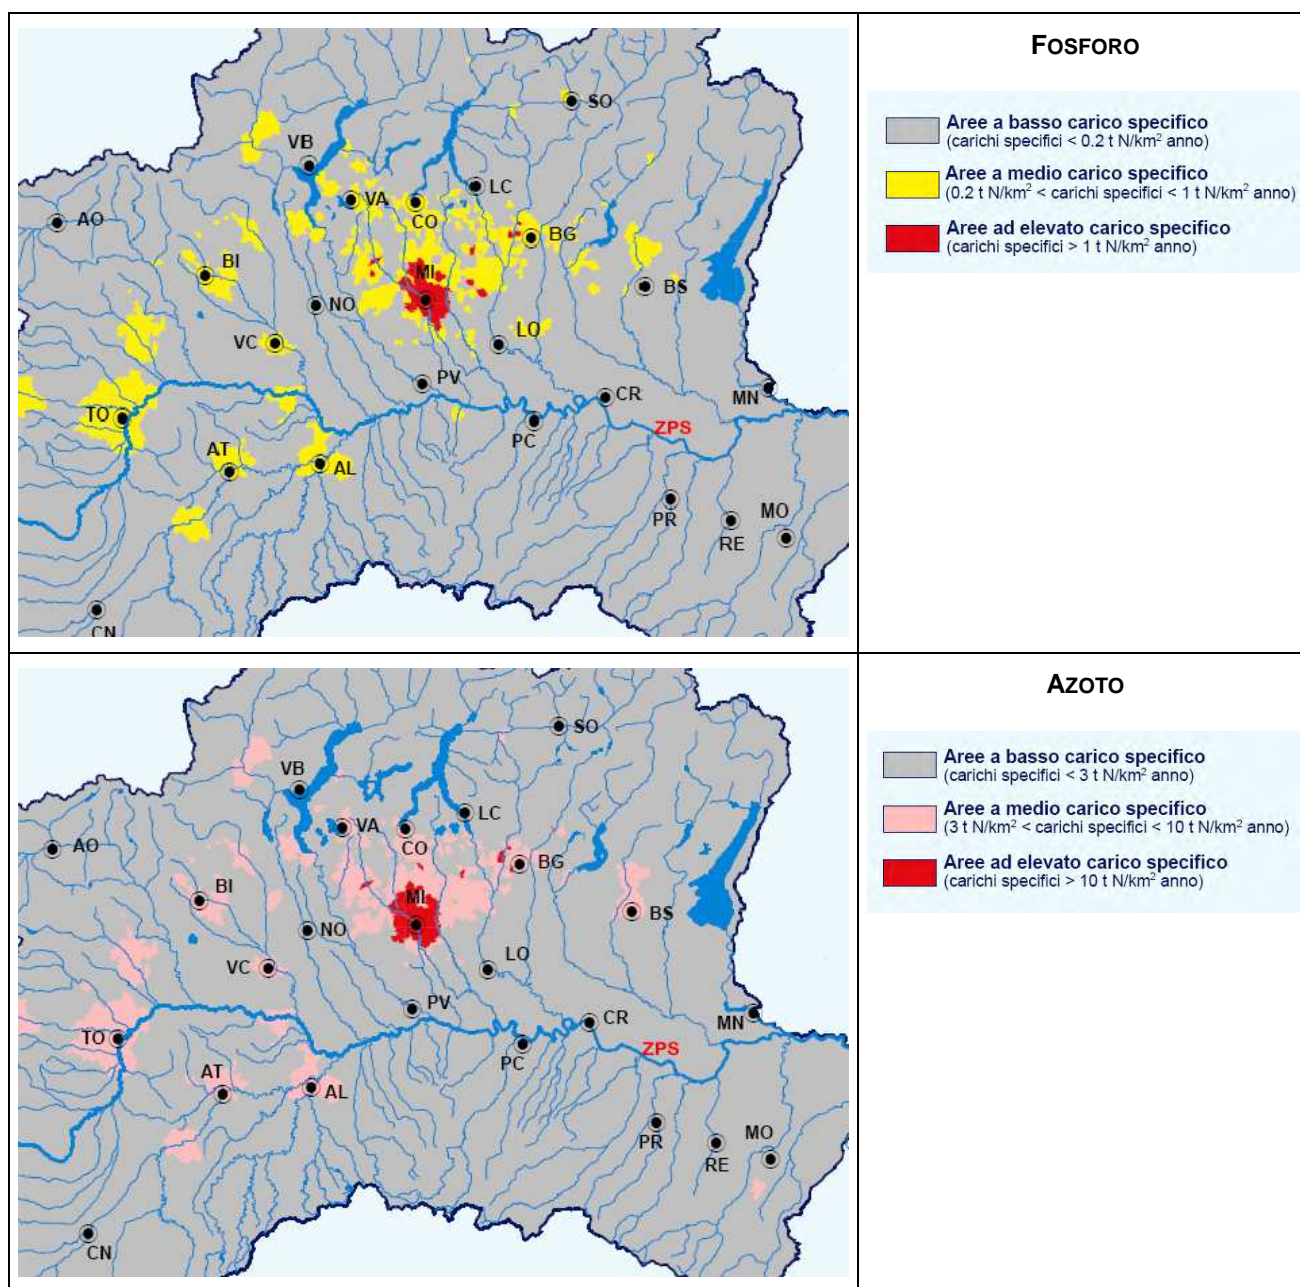 FOSFORO
Aree a basso carico specifico
(carichi specifici < 0.2 t N/km² anno)
Aree a medio carico specifico
(0.2 t N/km² < carichi specifici < 1 t N/km² anno)
Aree ad elevato carico specifico
(carichi specifici > 1 t N/km² anno)
SO
VB
LC
VA
CO
AO
BG
BI
MI
BS
NO
VC
LO
PV
CR
MN
TO
PC
ZPS
AT
AL
PR
MO
RE
CN
AZOTO
Aree a basso carico specifico
(carichi specifici < 3 t N/km² anno)
Aree a medio carico specifico
(3 t N/km² < carichi specifici < 10 t N/km² anno)
Aree ad elevato carico specifico
(carichi specifici > 10 t N/km² anno)
SO
VB
LC
VA
CO
AO
BG
BI
MI
BS
NO
LO
VC
PV
CR
MN
TO
ZPS
PC
AT
AL
PR
MO
RE
CN